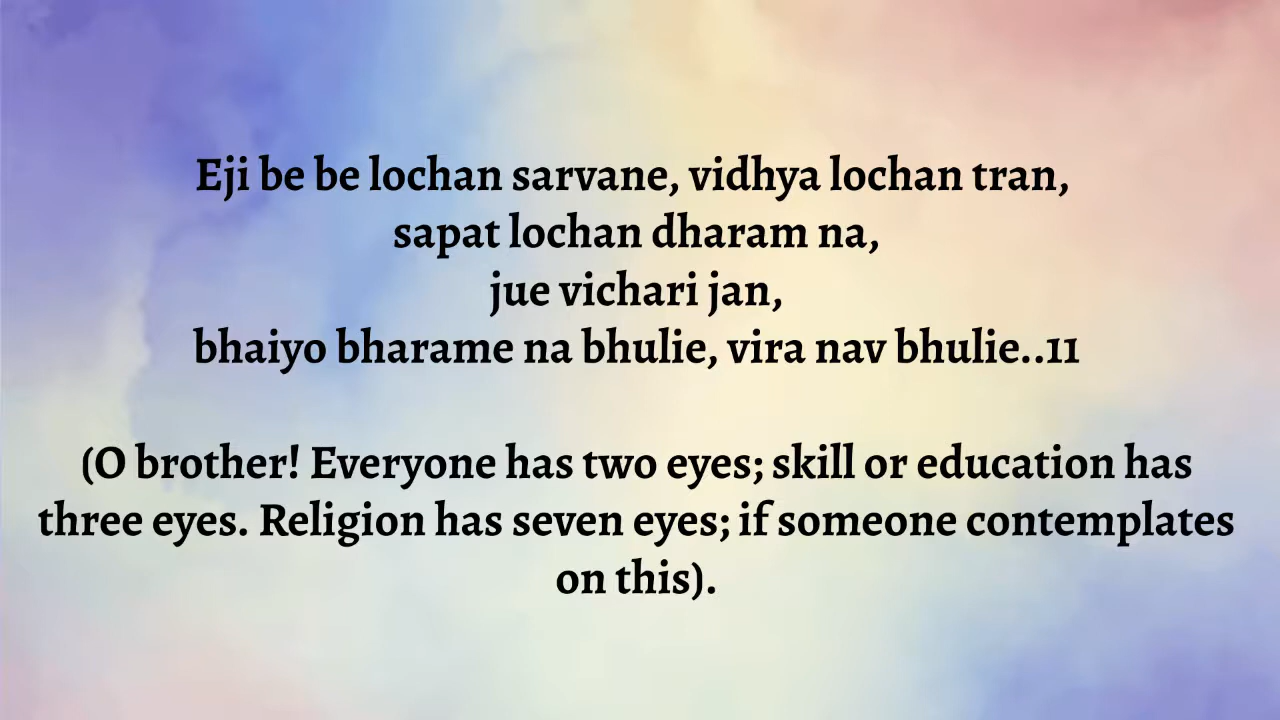 Eji be be lochan sarvane, vidhya lochan tran,
sapat lochan dharam na,
jue vichari jan,
bhaiyo bharame na bhulie, vira nav bhulie..11
(O brother! Everyone has two eyes; skill or education has
three eyes. Religion has seven eyes; if someone contemplates
on this).